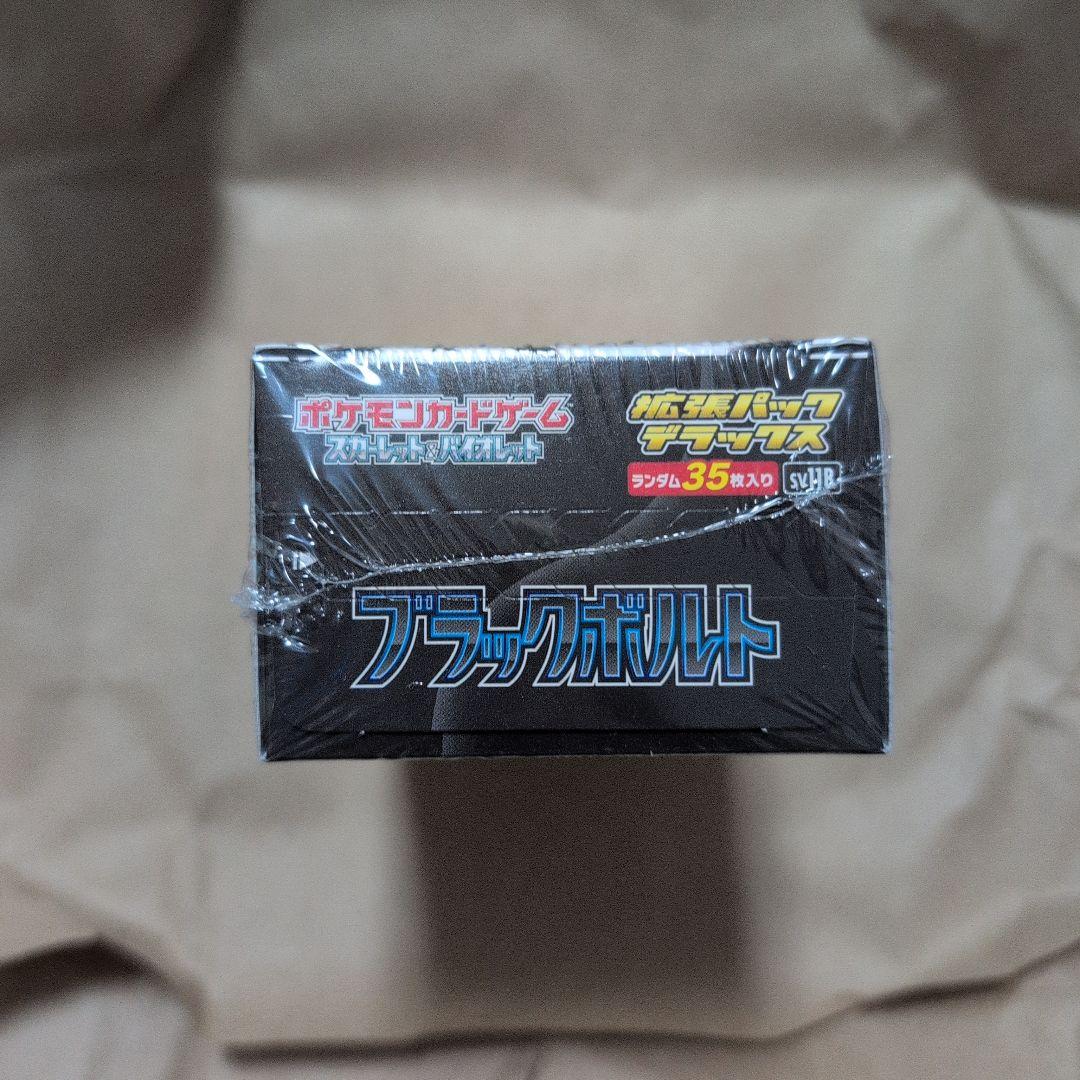 ポケモンカードゲーム
スカーレット&バイオレット
拡張パック
デラックス
ランダム35枚入り
SV11B
ブラックボルト